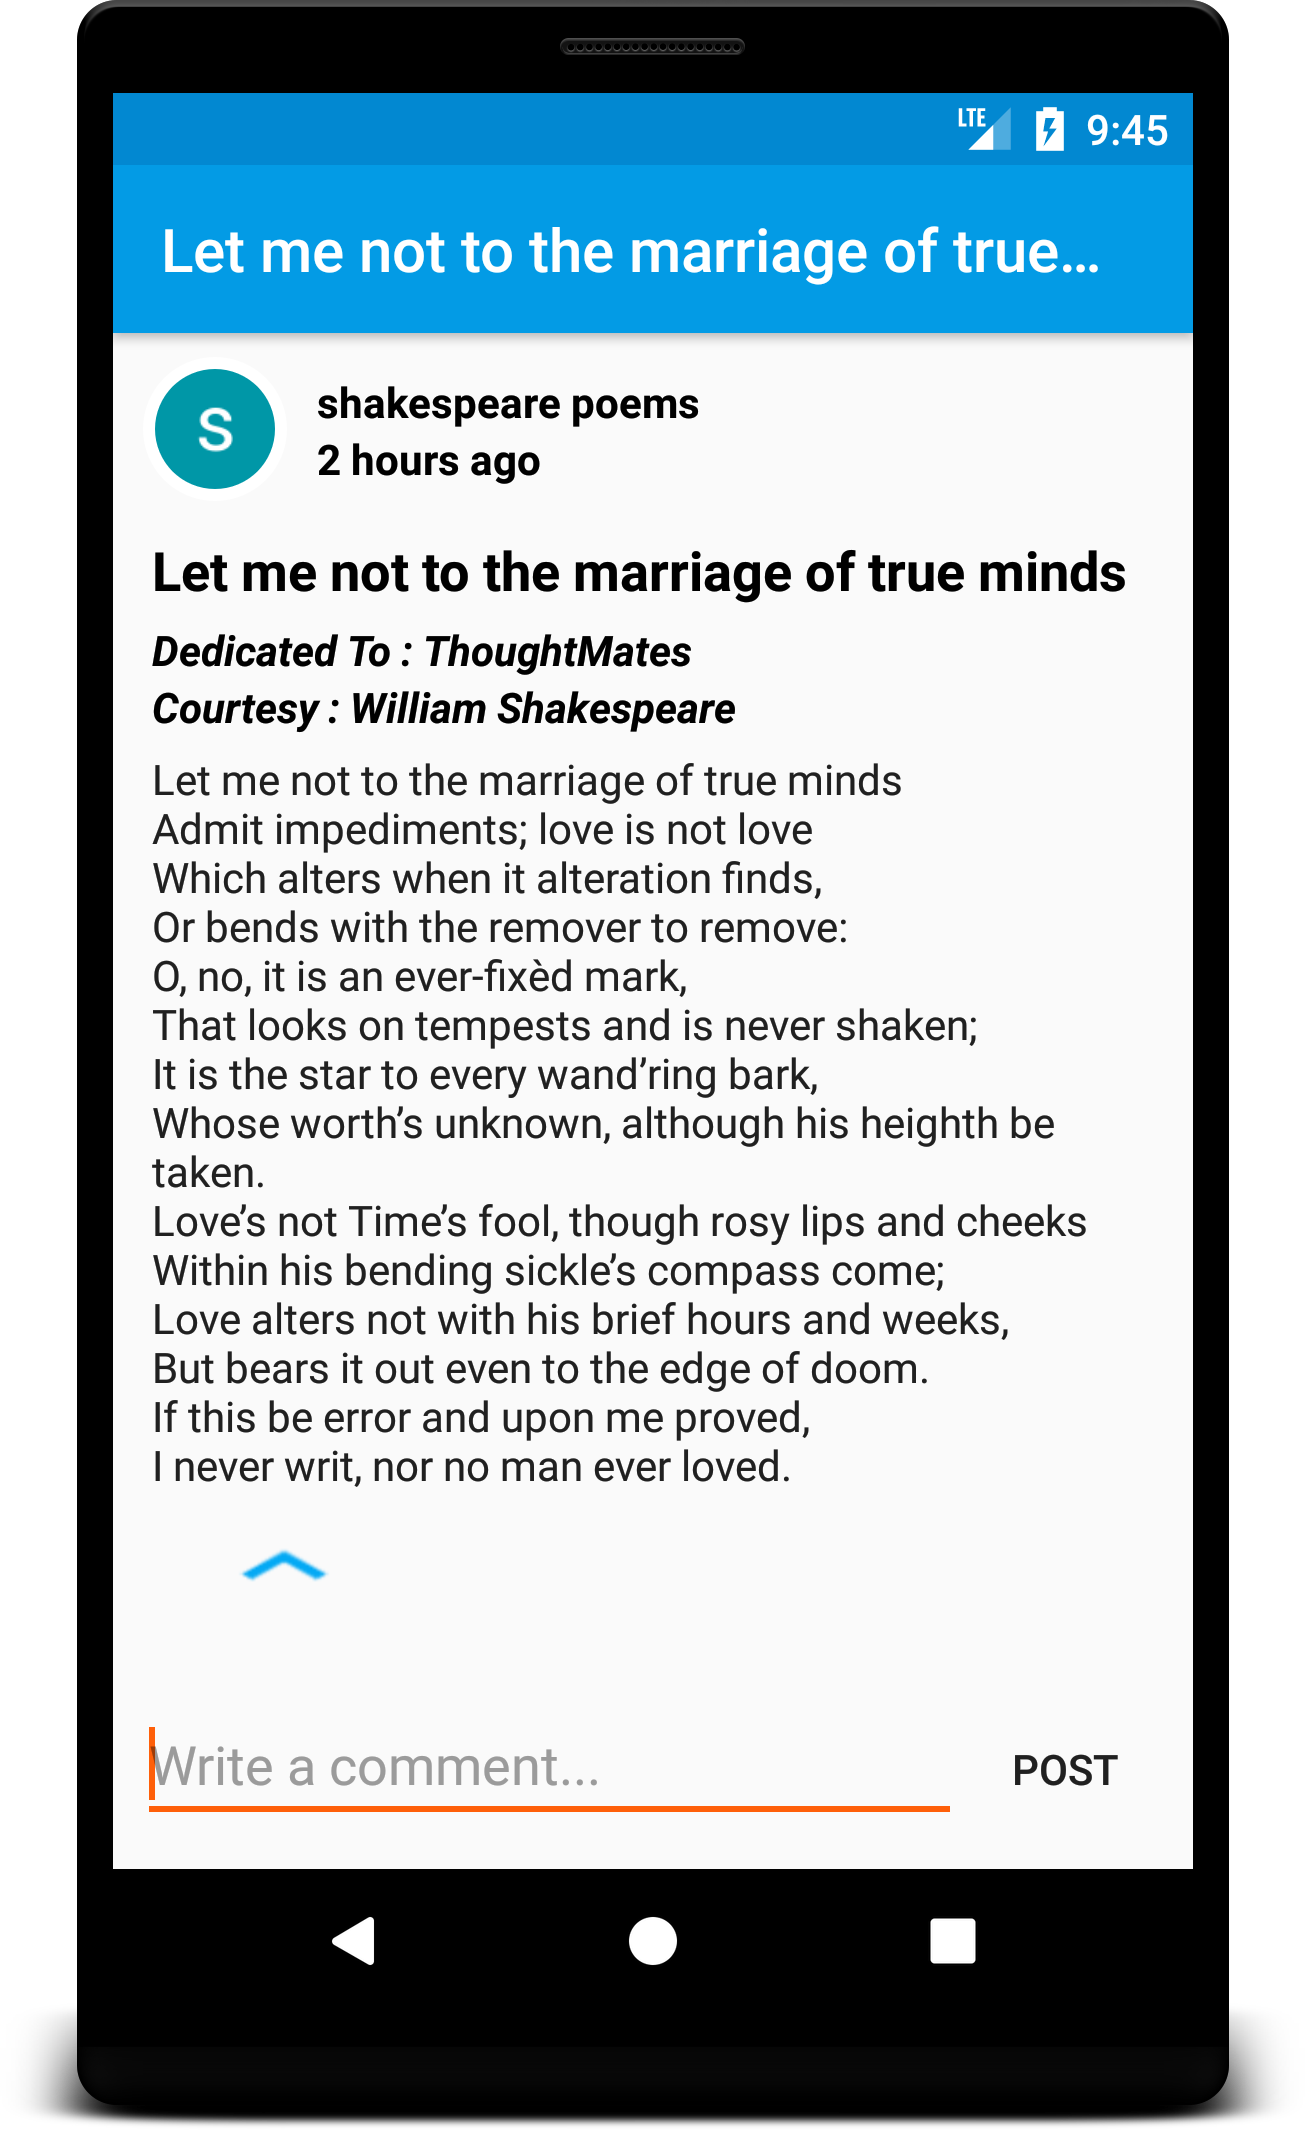 LTE 9:45
Let me not to the marriage of true...
S
shakespeare poems
2 hours ago
Let me not to the marriage of true minds
Dedicated To : ThoughtMates
Courtesy : William Shakespeare
Let me not to the marriage of true minds
Admit impediments; love is not love
Which alters when it alteration finds,
Or bends with the remover to remove:
O, no, it is an ever-fixèd mark,
That looks on tempests and is never shaken;
It is the star to every wand’ring bark,
Whose worth’s unknown, although his heighth be
taken.
Love’s not Time’s fool, though rosy lips and cheeks
Within his bending sickle’s compass come;
Love alters not with his brief hours and weeks,
But bears it out even to the edge of doom.
If this be error and upon me proved,
I never writ, nor no man ever loved.
Write a comment...
POST